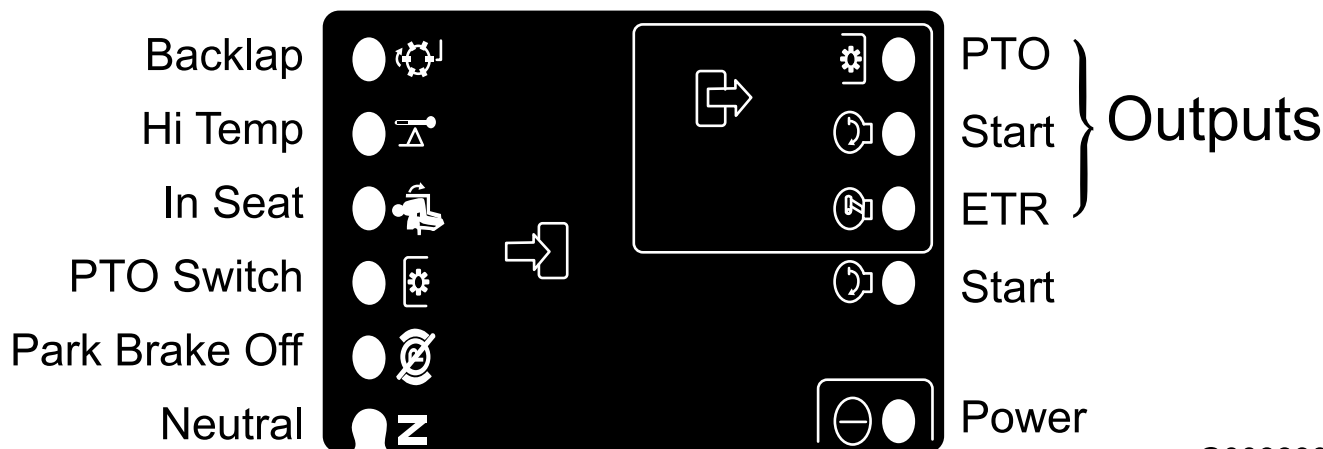 Backlap
Hi Temp
In Seat
PTO Switch
Park Brake Off
Neutral
N
PTO
Start
ETR
Outputs
Start
Power